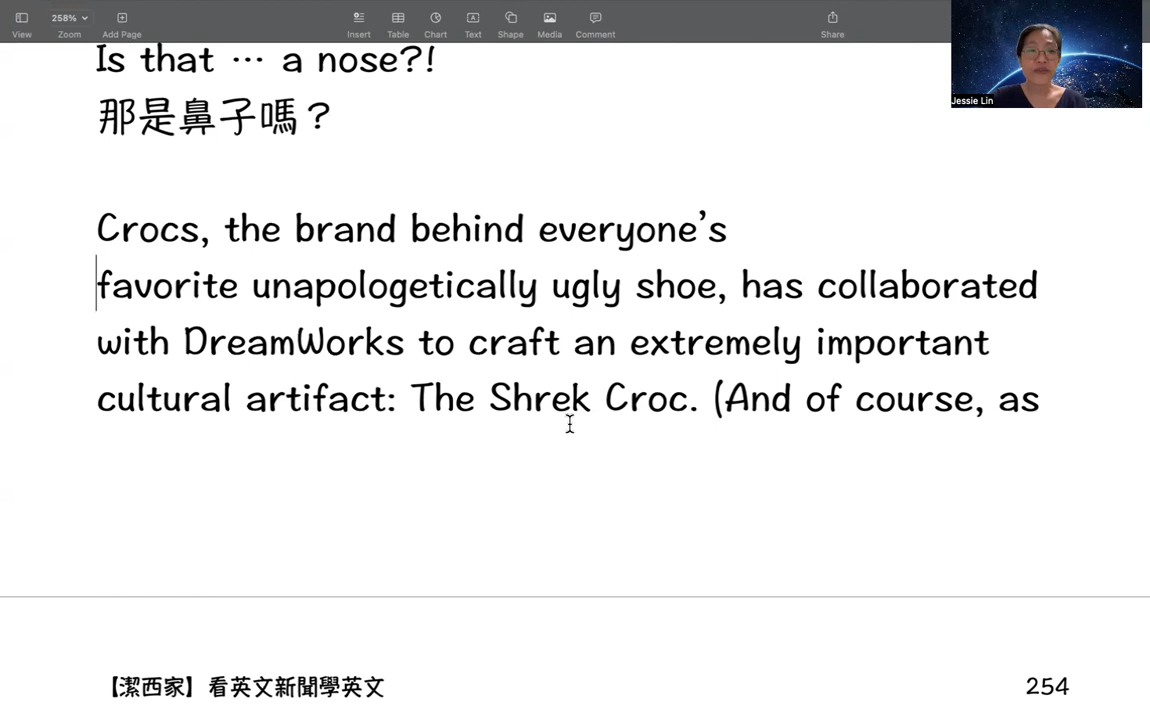 258%
View
Zoom
Add Page
Insert
Table
Chart
Text
Shape
Media
Comment
Share
Jessie Lin
Is that … a nose?!
那是鼻子嗎？
Crocs, the brand behind everyone’s
favorite unapologetically ugly shoe, has collaborated
with DreamWorks to craft an extremely important
cultural artifact: The Shrek Croc. (And of course, as
【潔西家】看英文新聞學英文
254